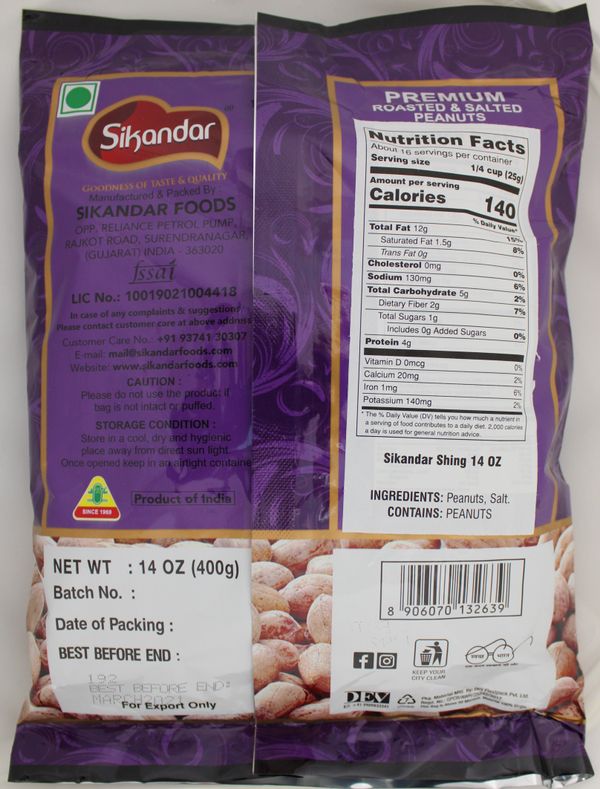 Sikandar
GOODNESS OF TASTE & QUALITY
Manufactured & Packed By
SIKANDAR FOODS
OPP. RELIANCE PETROL PUMP,
RAJKOT ROAD, SURENDRANAGAR,
(GUJARAT) INDIA - 363020
fssai
LIC No.: 10019021004418
In case of any complaints & suggestion
Please contact customer care at above address
Customer Care No.: +91 93741 30307
E-mail: mail@sikandarfoods.com
Website: www.sikandarfoods.com
CAUTION :
Please do not use the product if
bag is not intact or puffed.
STORAGE CONDITION :
Store in a cool, dry and hygienic
place away from direct sun light.
Once opened keep in an airtight containe
SINCE 1969
Product of India
NET WT : 14 OZ (400g)
Batch No. :
Date of Packing :
BEST BEFORE END :
192
BEST BEFORE END:
MARCH2024
For Export Only
PREMIUM
ROASTED & SALTED
PEANUTS
Nutrition Facts
About 16 servings per container
Serving size 1/4 cup (25g)
Amount per serving
Calories 140
% Daily Value*
Total Fat 12g 15%
Saturated Fat 1.5g 8%
Trans Fat 0g
Cholesterol 0mg 0%
Sodium 130mg 6%
Total Carbohydrate 5g 2%
Dietary Fiber 2g 7%
Total Sugars 1g
Includes 0g Added Sugars 0%
Protein 4g
Vitamin D 0mcg 0%
Calcium 20mg 2%
Iron 1mg 6%
Potassium 140mg 2%
*The % Daily Value (DV) tells you how much a nutrient in
a serving of food contributes to a daily diet. 2,000 calories
a day is used for general nutrition advice.
Sikandar Shing 14 OZ
INGREDIENTS: Peanuts, Salt.
CONTAINS: PEANUTS
8 906070 132639
KEEP YOUR
CITY CLEAN
स्वच्छ भारत
DEV